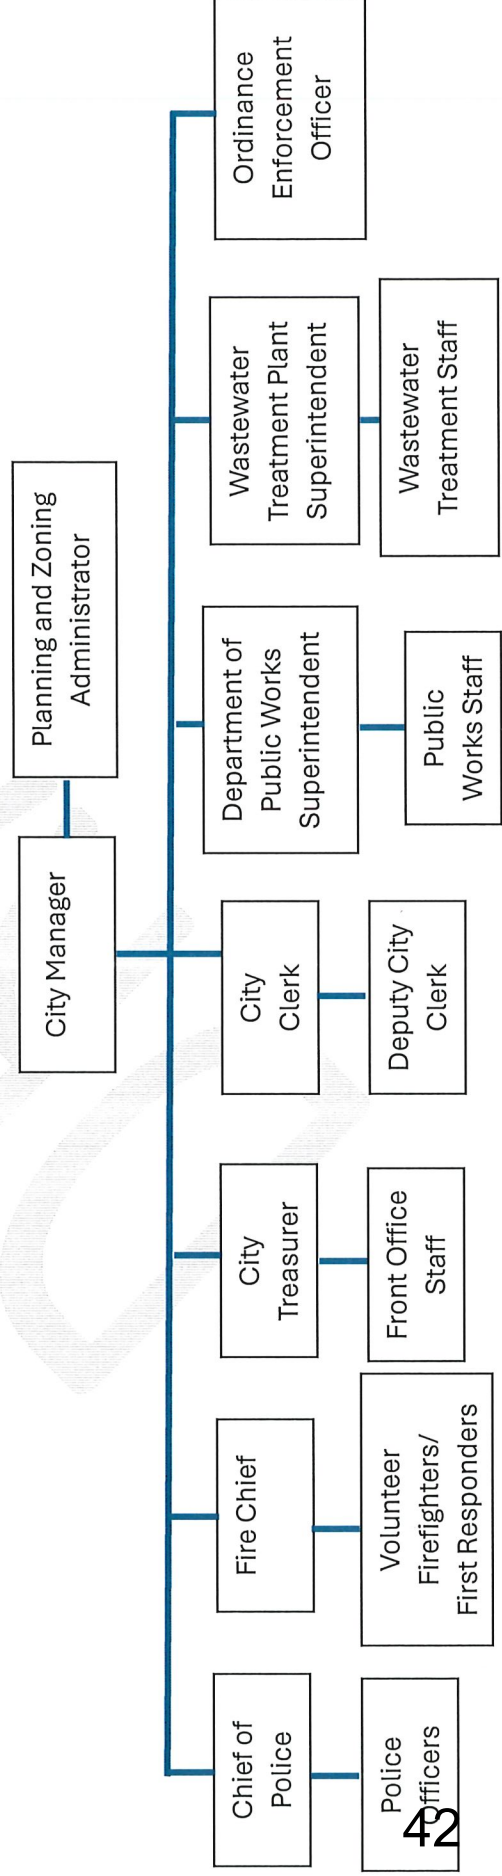 City Manager
Planning and Zoning
Administrator
Chief of
Police
Fire Chief
City
Treasurer
City
Clerk
Department of
Public Works
Superintendent
Wastewater
Treatment Plant
Superintendent
Ordinance
Enforcement
Officer
Police
Officers
Volunteer
Firefighters/
First Responders
Front Office
Staff
Deputy City
Clerk
Public
Works Staff
Wastewater
Treatment Staff
42